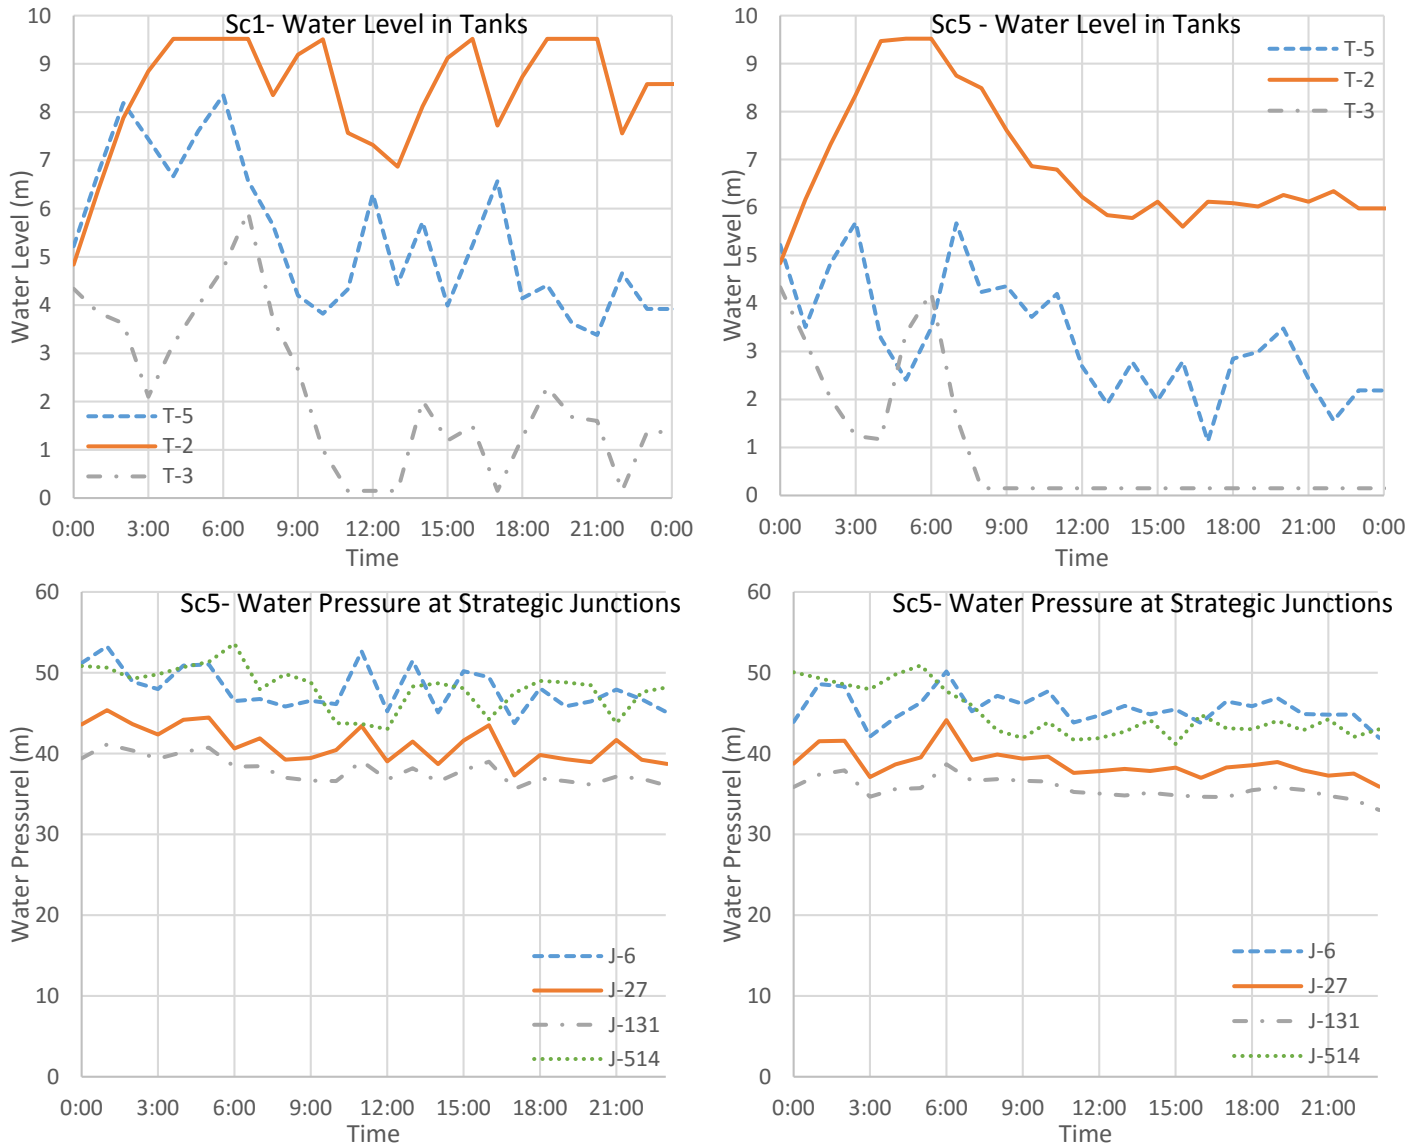 Sc1- Water Level in Tanks
10
9
8
7
6
5
4
3
2
1
0
Water Level (m)
T-5
T-2
T-3
0:00 3:00 6:00 9:00 12:00 15:00 18:00 21:00 0:00
Time
Sc5 - Water Level in Tanks
10
9
8
7
6
5
4
3
2
1
0
Water Level (m)
T-5
T-2
T-3
0:00 3:00 6:00 9:00 12:00 15:00 18:00 21:00 0:00
Time
Sc5- Water Pressure at Strategic Junctions
60
50
40
30
20
10
0
Water Pressurel (m)
J-6
J-27
J-131
J-514
0:00 3:00 6:00 9:00 12:00 15:00 18:00 21:00
Time
Sc5- Water Pressure at Strategic Junctions
60
50
40
30
20
10
0
Water Pressurel (m)
J-6
J-27
J-131
J-514
0:00 3:00 6:00 9:00 12:00 15:00 18:00 21:00
Time